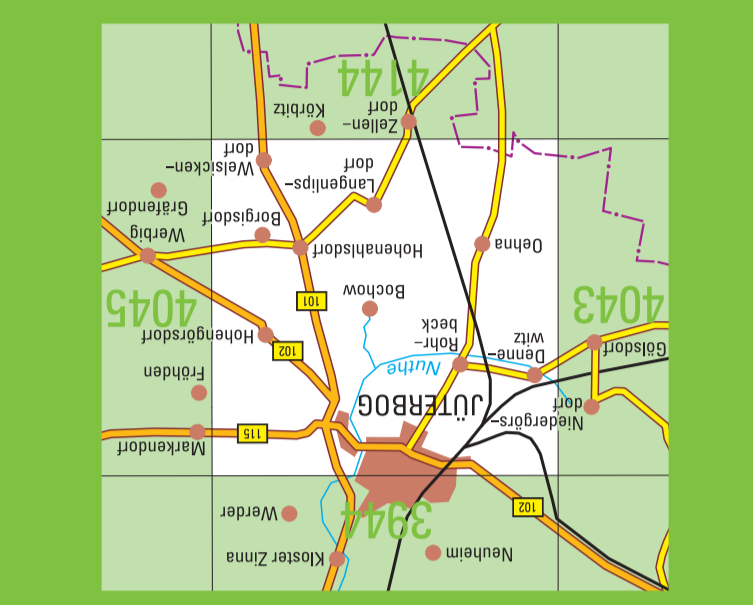 Kloster Zinna
Neuheim
3944
Werder
102
Markendorf
115
Niedergörs-
dorf
JÜTERBOG
Fröhden
Nuthe
Denne-
witz
Rohr-
beck
Gölsdorf
102
Hohengörsdorf
4043
4045
101
Bochow
Oehna
Hohenahlsdorf
Werbig
Borgisdorf
Gräfendorf
Langenlips-
dorf
Welsicken-
dorf
Zellen-
dorf
Körbitz
4144